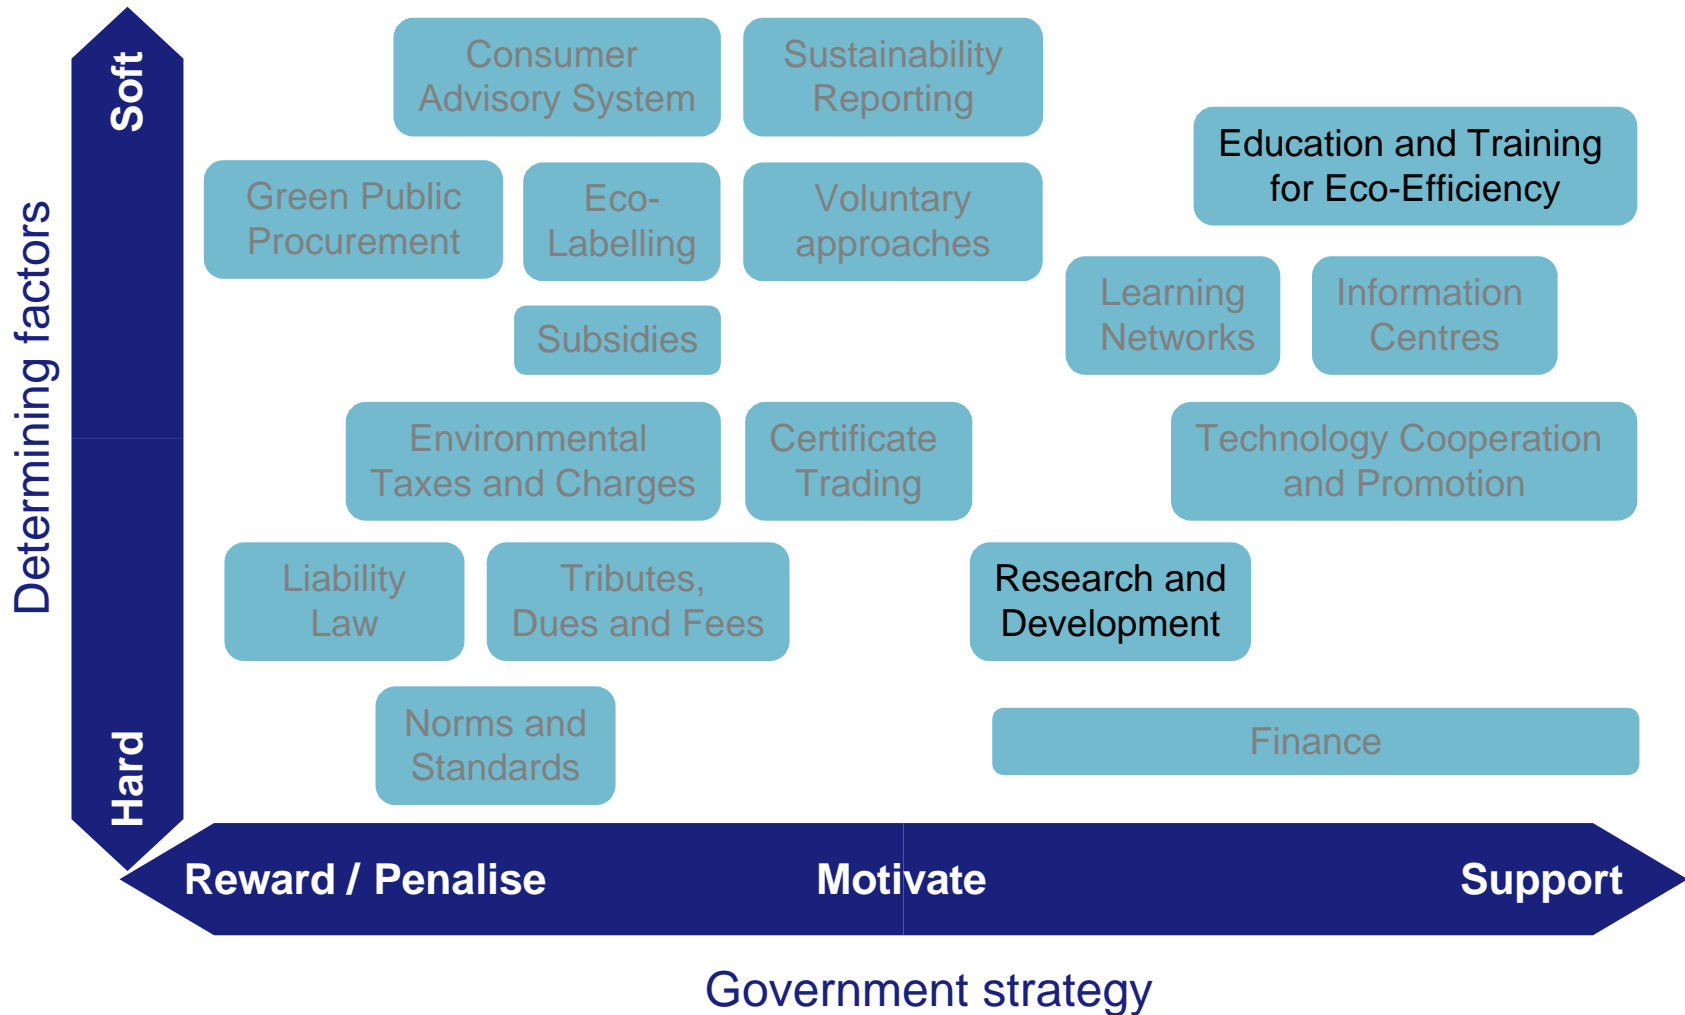 Soft
Hard
Determining factors
Consumer
Advisory System
Sustainability
Reporting
Education and Training
for Eco-Efficiency
Green Public
Procurement
Eco-
Labelling
Voluntary
approaches
Learning
Networks
Information
Centres
Subsidies
Environmental
Taxes and Charges
Certificate
Trading
Technology Cooperation
and Promotion
Liability
Law
Tributes,
Dues and Fees
Research and
Development
Norms and
Standards
Finance
Reward / Penalise
Motivate
Support
Government strategy